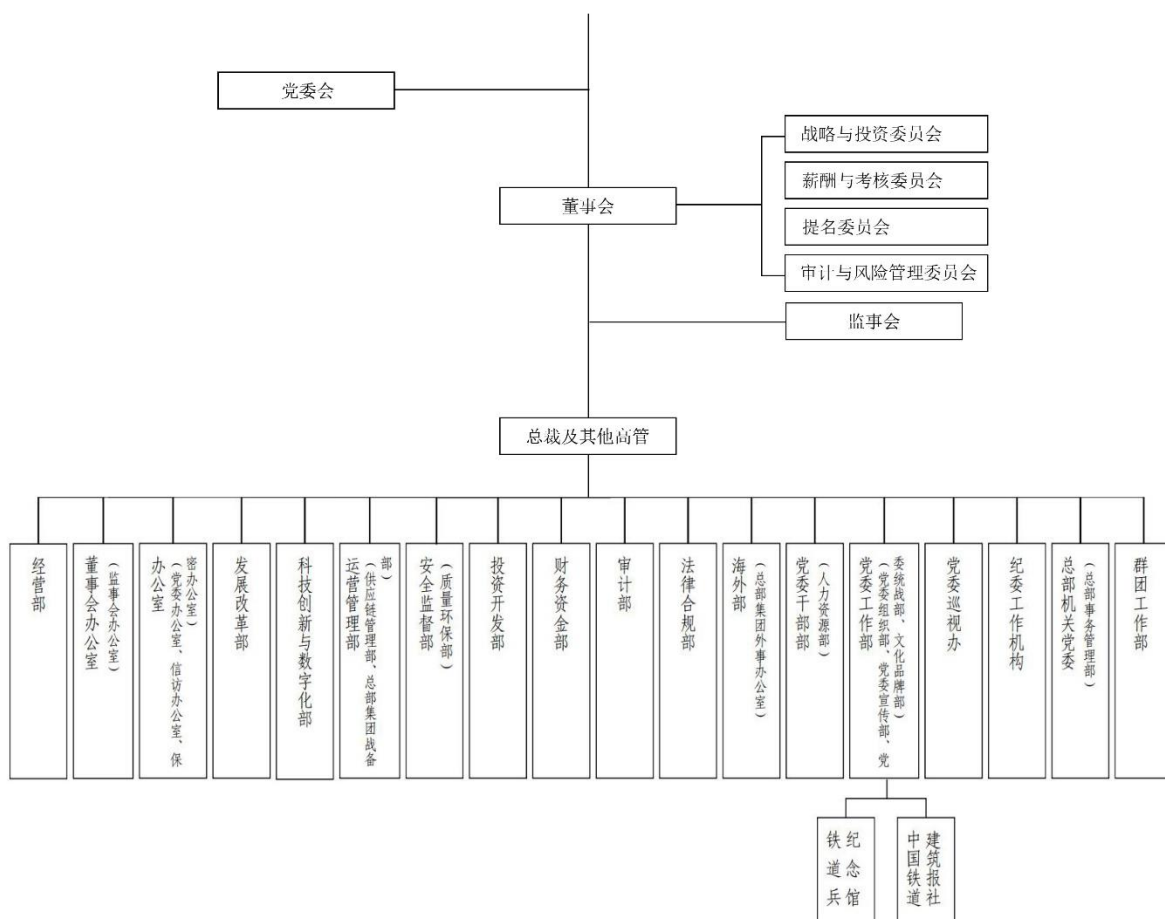 党委会
战略与投资委员会
薪酬与考核委员会
董事会
提名委员会
审计与风险管理委员会
监事会
总裁及其他高管
经营部
董事会办公室
（监事会办公室）
办公室
（党委办公室、信访办公室、保
密办公室）
发展改革部
科技创新与数字化部
运营管理部
（供应链管理部、总部集团战备
部）
安全监督部
（质量环保部）
投资开发部
财务资金部
审计部
法律合规部
海外部
（总部集团外事办公室）
党委干部部
（人力资源部）
党委工作部
（党委组织部、党委宣传部、党
委统战部、文化品牌部）
党委巡视办
纪委工作机构
总部机关党委
（总部事务管理部）
群团工作部
铁道兵
纪念馆
中国铁道
建筑报社